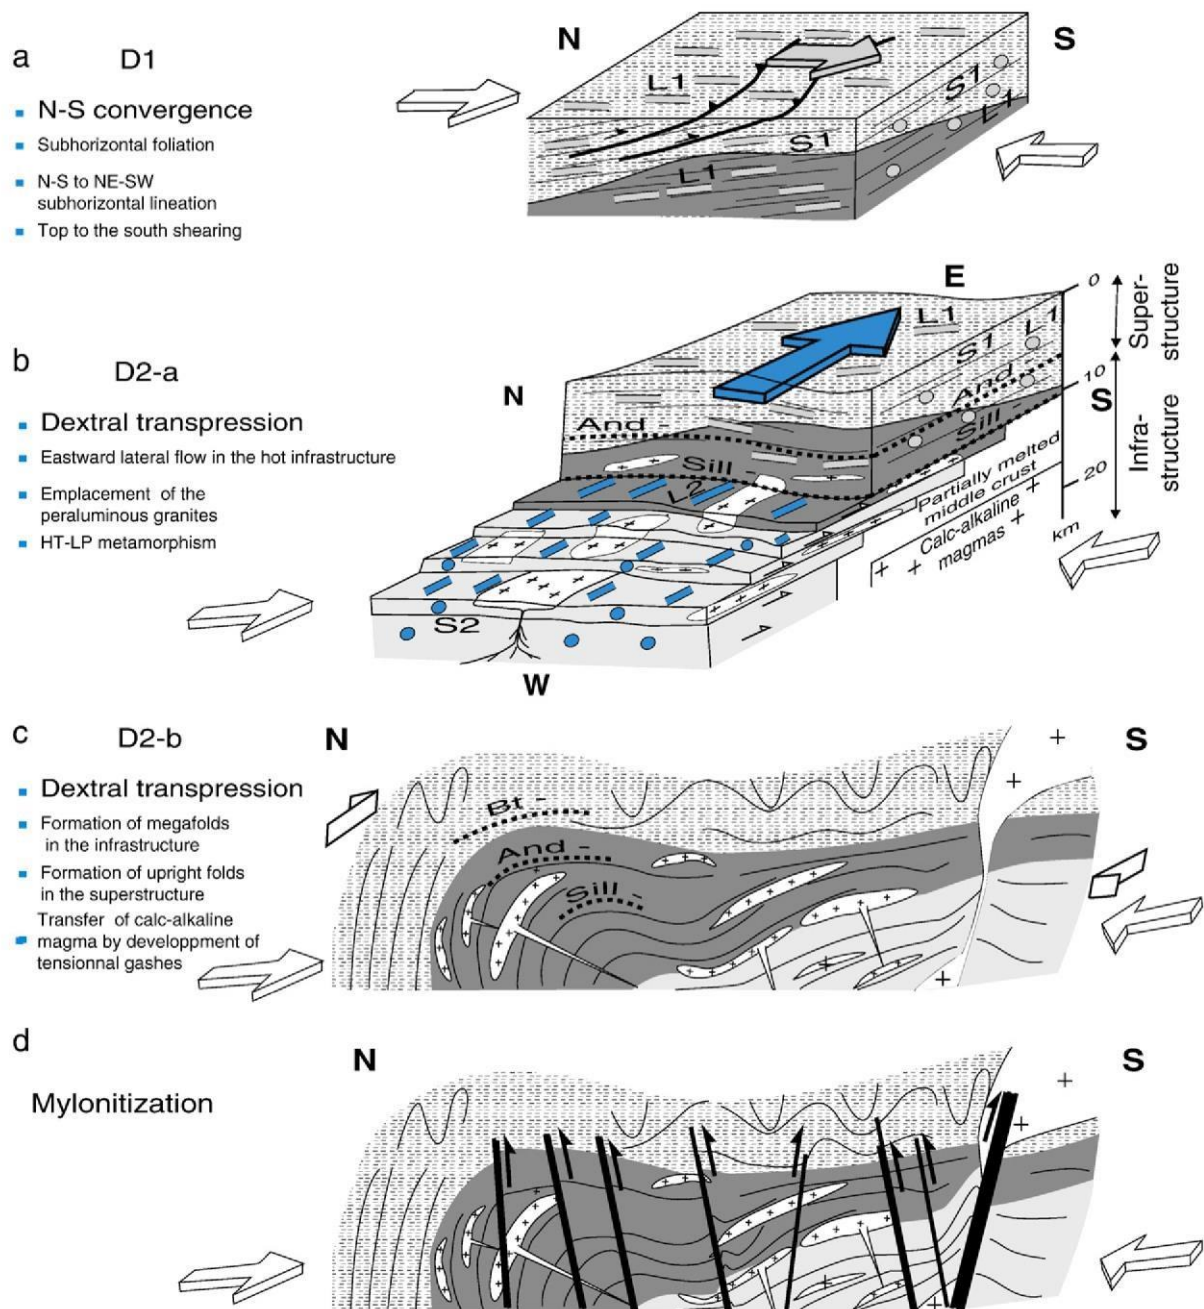 a
D1
N-S convergence
Subhorizontal foliation
N-S to NE-SW
subhorizontal lineation
Top to the south shearing
N
S
L1
S1
L1
S1
L1
b
D2-a
Dextral transpression
Eastward lateral flow in the hot infrastructure
Emplacement of the
peraluminous granites
HT-LP metamorphism
E
N
S
W
L1
S1
L1
And -
And -
Sill -
Sill -
L2
S2
0
10
20
km
Super-
structure
Infra-
structure
Partially melted
middle crust
Calc-alkaline
magmas
c
D2-b
Dextral transpression
Formation of megafolds
in the infrastructure
Formation of upright folds
in the superstructure
Transfer of calc-alkaline
magma by developpment of
tensionnal gashes
N
S
Bt -
And -
Sill -
d
Mylonitization
N
S